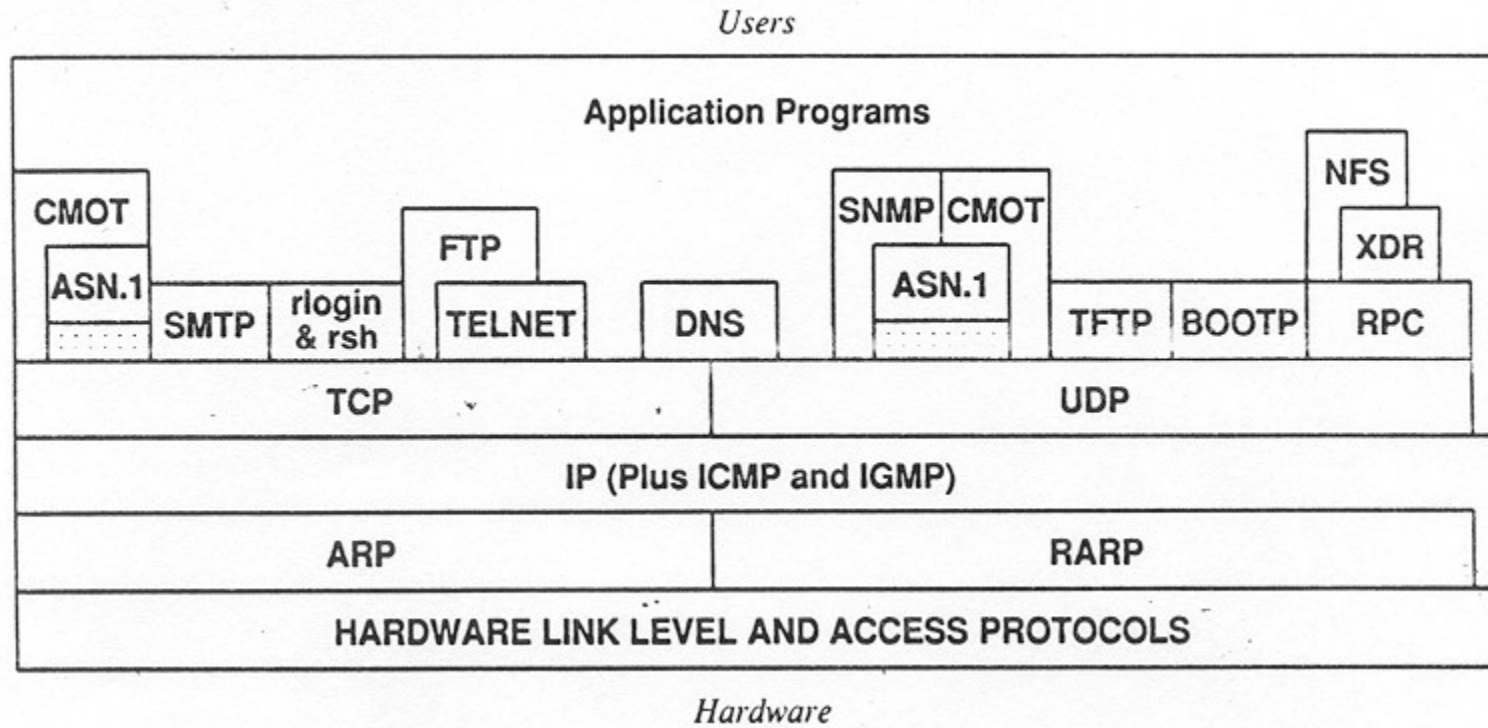 Users
Application Programs
NFS
CMOT
SNMP
CMOT
FTP
XDR
ASN.1
ASN.1
SMTP
rlogin
& rsh
TELNET
DNS
TFTP
BOOTP
RPC
TCP
UDP
IP (Plus ICMP and IGMP)
ARP
RARP
HARDWARE LINK LEVEL AND ACCESS PROTOCOLS
Hardware